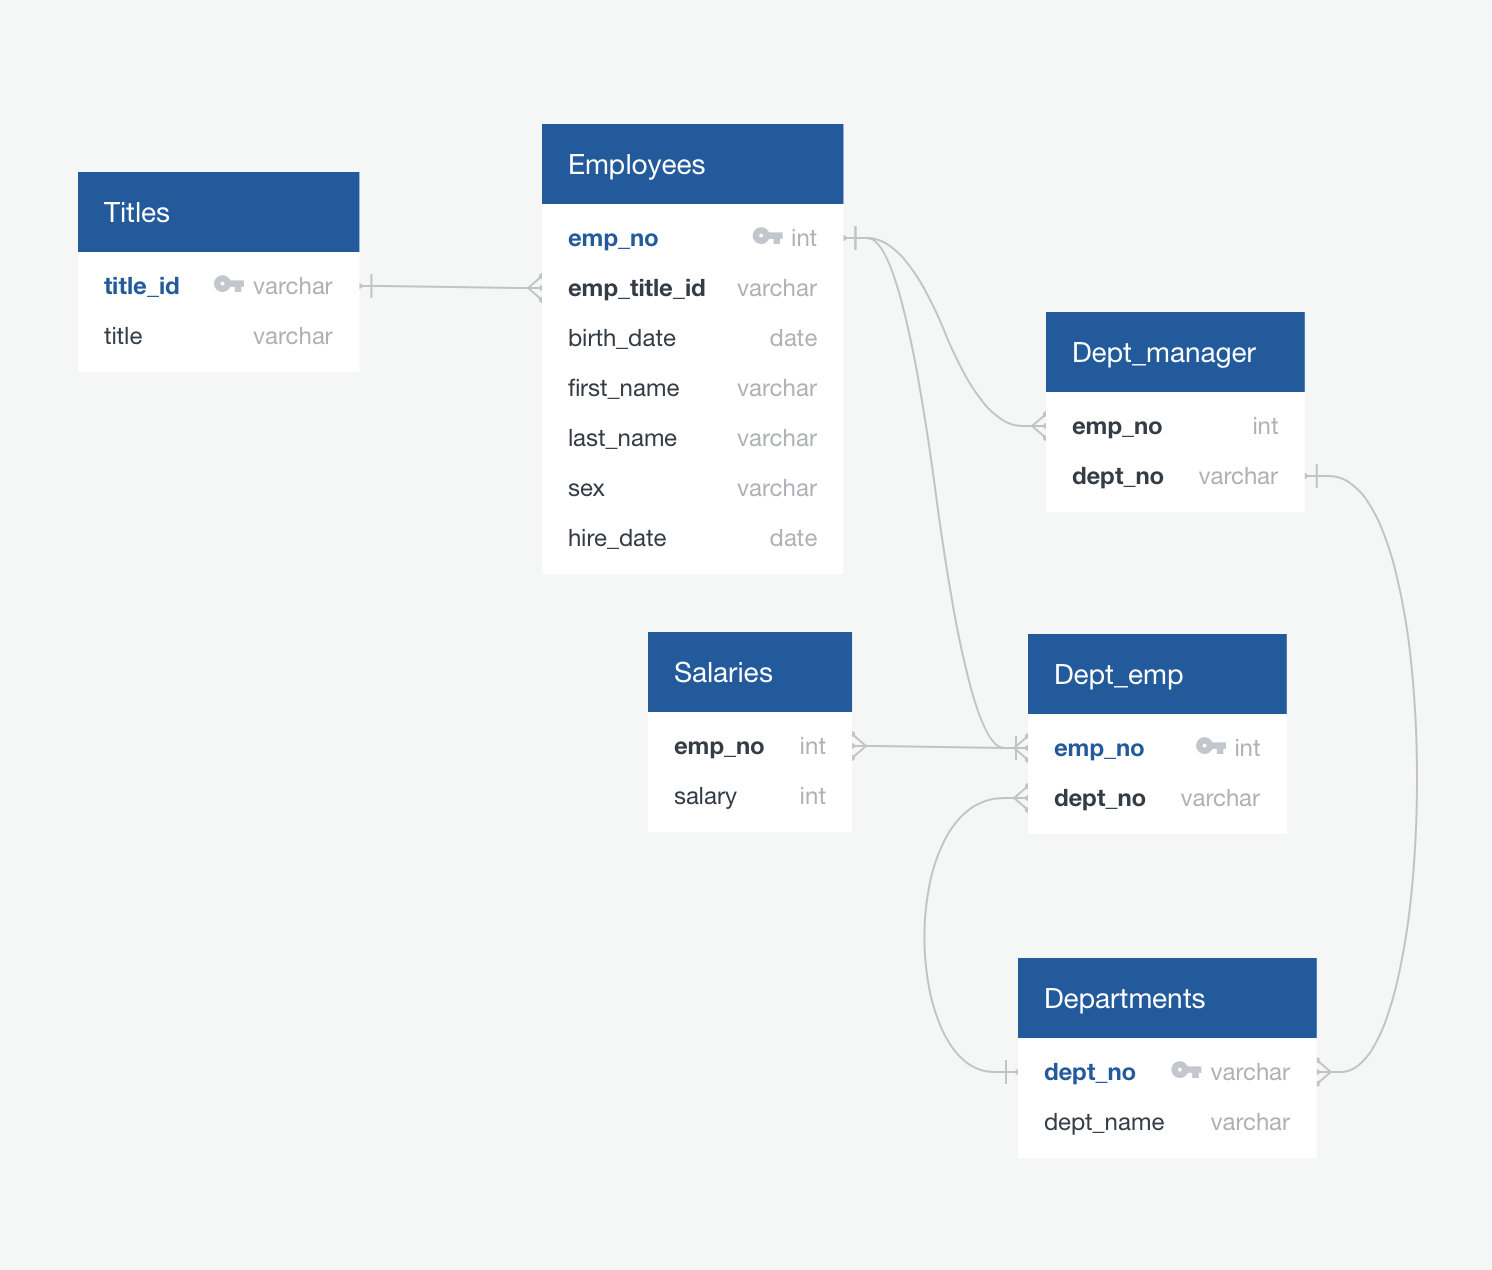 Titles
title_id varchar
title varchar
Employees
emp_no int
emp_title_id varchar
birth_date date
first_name varchar
last_name varchar
sex varchar
hire_date date
Dept_manager
emp_no int
dept_no varchar
Salaries
emp_no int
salary int
Dept_emp
emp_no int
dept_no varchar
Departments
dept_no varchar
dept_name varchar